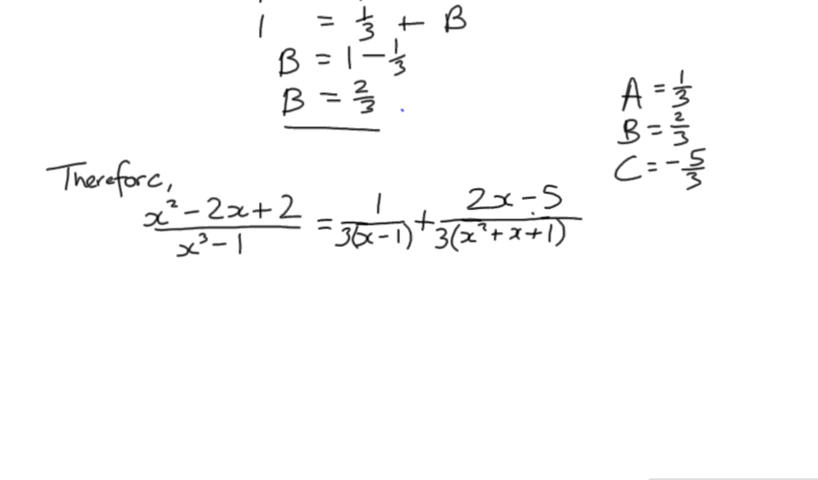 1 = 1/3 + B
B = 1 - 1/3
B = 2/3
A = 1/3
B = 2/3
C = -5/3
Therefore,
(x² - 2x + 2)/(x³ - 1) = 1/(3(x - 1)) + (2x - 5)/(3(x² + x + 1))